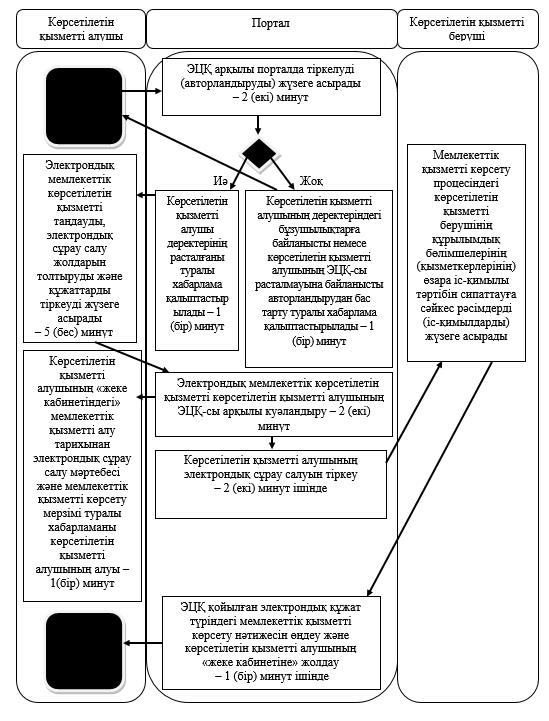 Көрсетілетін
қызметті алушы
Портал
Көрсетілетін қызметті
беруші
ЭЦҚ арқылы порталда тіркелуді
(авторландыруды) жүзеге асырады
– 2 (екі) минут
Иә
Жоқ
Электрондық
мемлекеттік
көрсетілетін
қызметті
таңдауды,
электрондық
сұрау салу
жолдарын
толтыруды және
құжаттарды
тіркеуді жүзеге
асырады
– 5 (бес) минут
Көрсетілетін
қызметті
алушы
деректерінің
расталғаны
туралы
хабарлама
қалыптастыр
ылады – 1
(бір) минут
Көрсетілетін қызметті
алушының деректеріндегі
бұзушылықтарға
байланысты немесе
көрсетілетін қызметті
алушының ЭЦҚ-сы
расталмауына байланысты
авторландырудан бас
тарту туралы хабарлама
қалыптастырылады – 1
(бір) минут
Мемлекеттік
қызметті көрсету
процесіндегі
көрсетілетін
қызметті
берушінің
құрылымдық
бөлімшелерінің
(қызметкерлерінің)
өзара іс-қимылы
тәртібін сипаттауға
сәйкес рәсімдерді
(іс-қимылдарды)
жүзеге асырады
Көрсетілетін
қызметті
алушының «жеке
кабинетіндегі»
мемлекеттік
қызметті алу
тарихынан
электрондық сұрау
салу мәртебесі
және мемлекеттік
қызметті көрсету
мерзімі туралы
хабарламаны
көрсетілетін
қызметті
алушының алуы –
1(бір) минут
Электрондық мемлекеттік көрсетілетін
қызметті көрсетілетін қызметті алушының
ЭЦҚ-сы арқылы куәландыру – 2 (екі)
минут
Көрсетілетін қызметті алушының
электрондық сұрау салуын тіркеу
– 2 (екі) минут ішінде
ЭЦҚ қойылған электрондық құжат
түріндегі мемлекеттік қызметті
көрсету нәтижесін өңдеу және
көрсетілетін қызметті алушының
«жеке кабинетіне» жолдау
– 1 (бір) минут ішінде